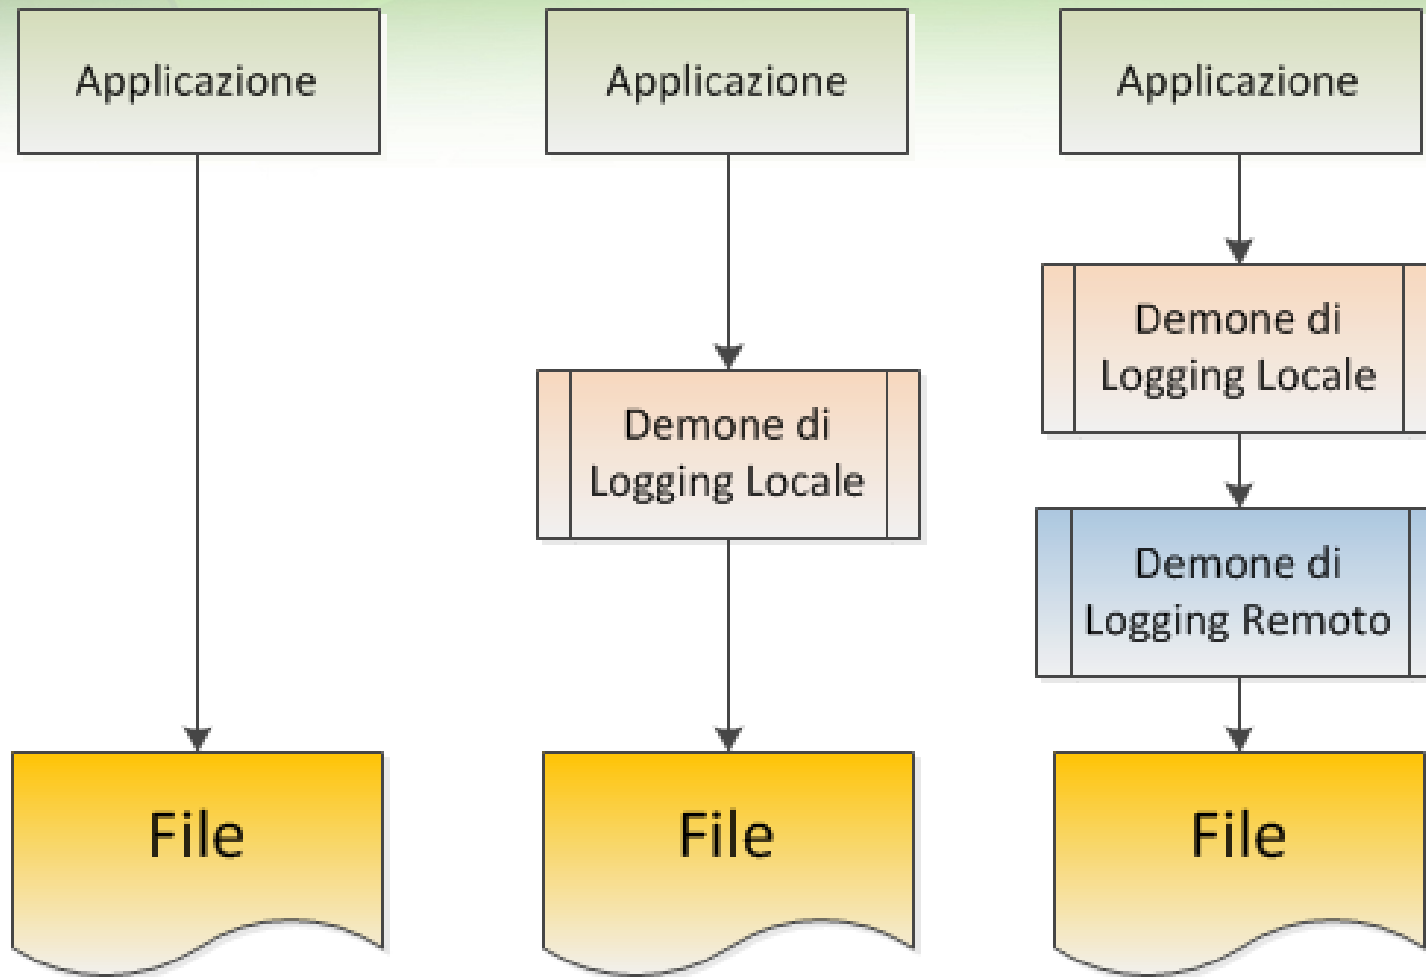 Applicazione
Applicazione
Applicazione
Demone di
Logging Locale
Demone di
Logging Locale
Demone di
Logging Remoto
File
File
File